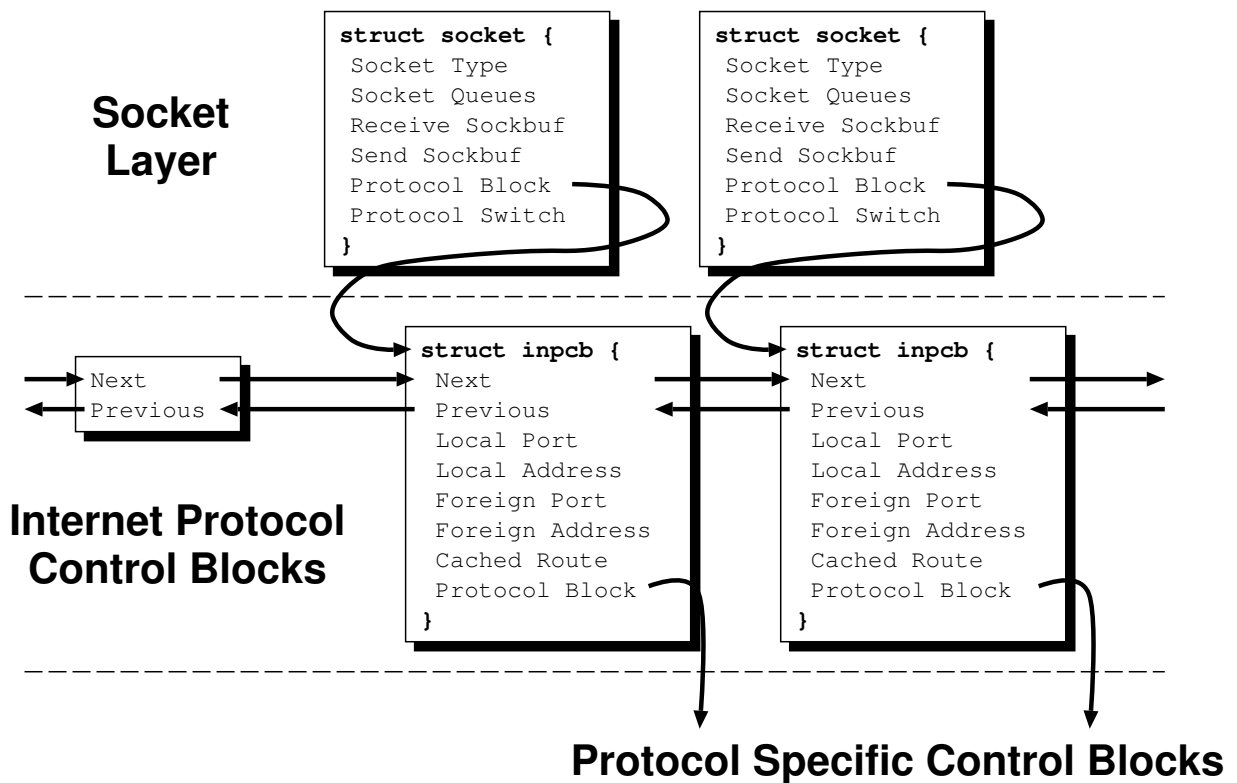 struct socket {
Socket Type
Socket Queues
Receive Sockbuf
Send Sockbuf
Protocol Block
Protocol Switch
}
struct socket {
Socket Type
Socket Queues
Receive Sockbuf
Send Sockbuf
Protocol Block
Protocol Switch
}
Socket
Layer
Next
Previous
struct inpcb {
Next
Previous
Local Port
Local Address
Foreign Port
Foreign Address
Cached Route
Protocol Block
}
struct inpcb {
Next
Previous
Local Port
Local Address
Foreign Port
Foreign Address
Cached Route
Protocol Block
}
Internet Protocol
Control Blocks
Protocol Specific Control Blocks